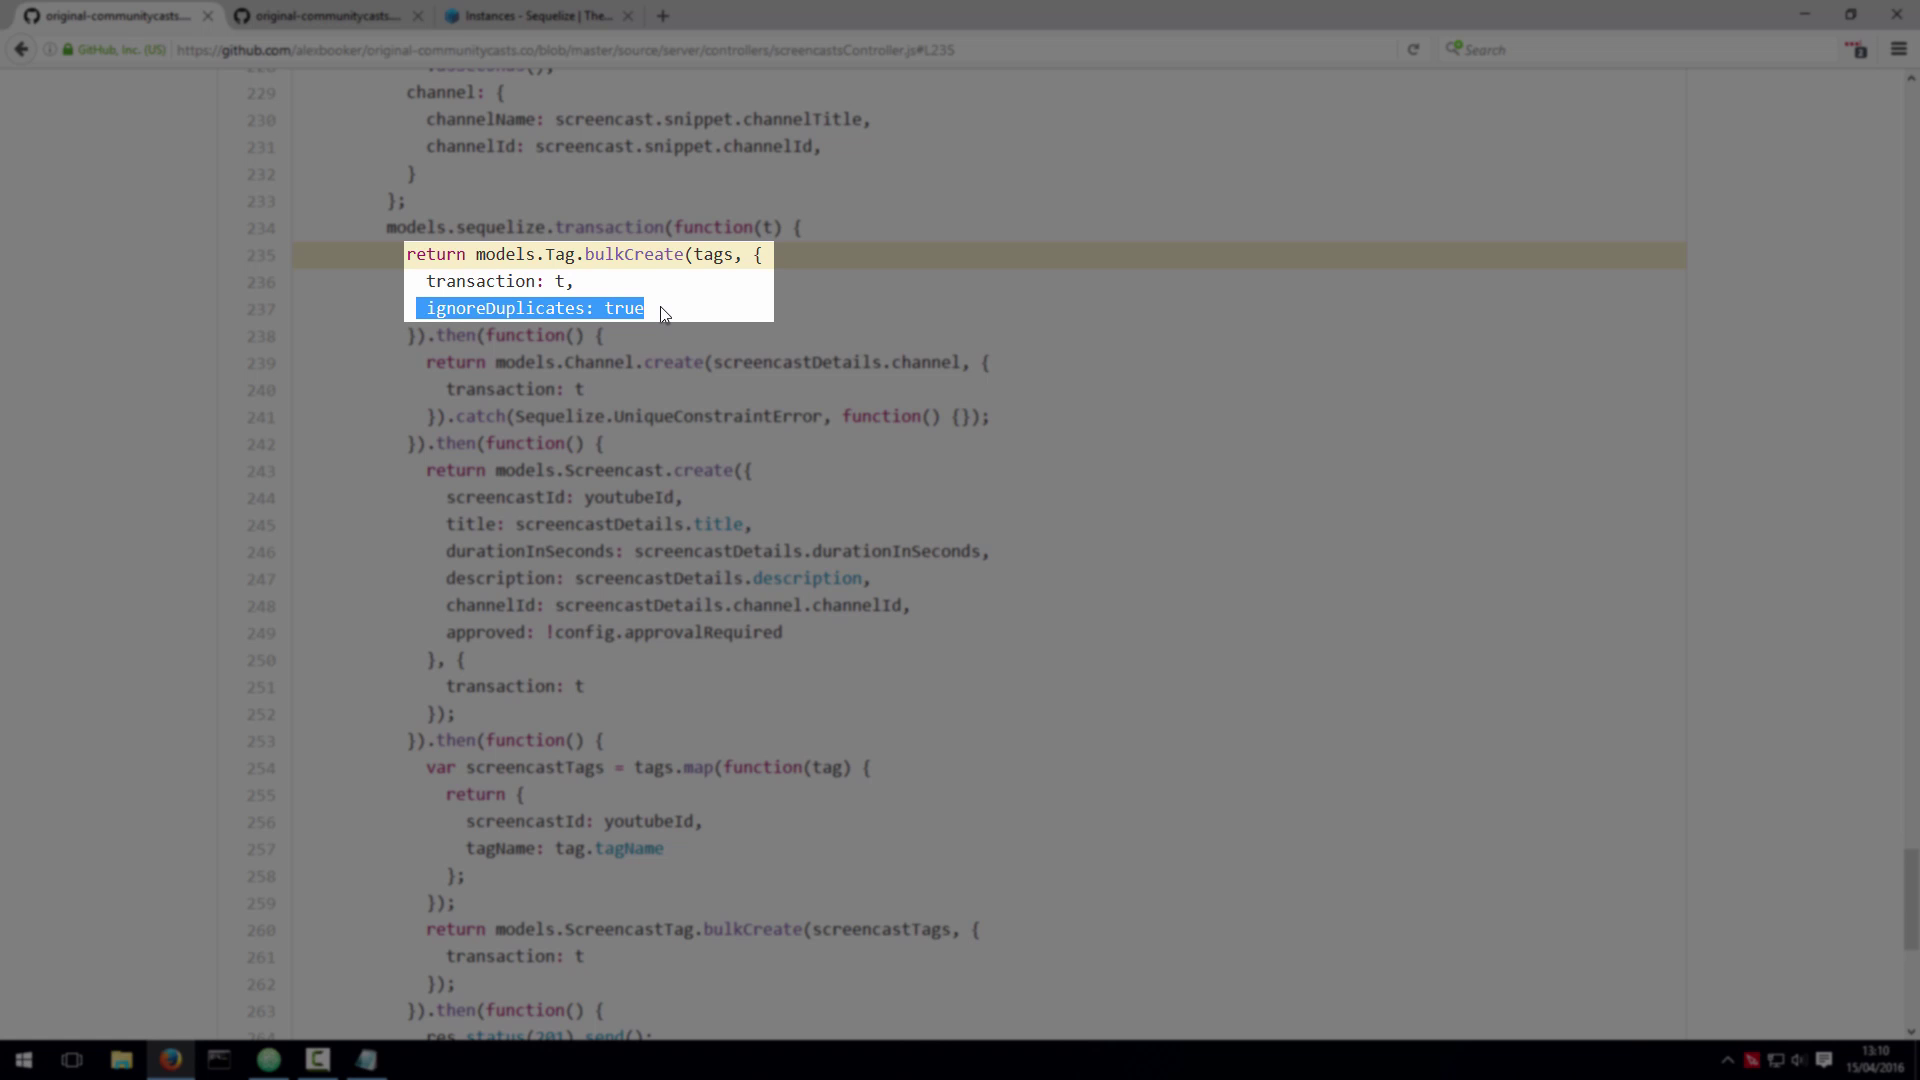 original-communitycasts....
original-communitycasts....
Instances - Sequelize | The...
GitHub, Inc. (US)
https://github.com/alexbooker/original-communitycasts.co/blob/master/source/server/controllers/screencastsController.js#L235
Search
229 channel: {
230 channelName: screencast.snippet.channelTitle,
231 channelId: screencast.snippet.channelId,
232 }
233 };
234 models.sequelize.transaction(function(t) {
235 return models.Tag.bulkCreate(tags, {
236 transaction: t,
237 ignoreDuplicates: true
238 }).then(function() {
239 return models.Channel.create(screencastDetails.channel, {
240 transaction: t
241 }).catch(Sequelize.UniqueConstraintError, function() {});
242 }).then(function() {
243 return models.Screencast.create({
244 screencastId: youtubeId,
245 title: screencastDetails.title,
246 durationInSeconds: screencastDetails.durationInSeconds,
247 description: screencastDetails.description,
248 channelId: screencastDetails.channel.channelId,
249 approved: !config.approvalRequired
250 }, {
251 transaction: t
252 });
253 }).then(function() {
254 var screencastTags = tags.map(function(tag) {
255 return {
256 screencastId: youtubeId,
257 tagName: tag.tagName
258 };
259 });
260 return models.ScreencastTag.bulkCreate(screencastTags, {
261 transaction: t
262 });
263 }).then(function() {
264 res.status(201).send();
13:10
15/04/2016